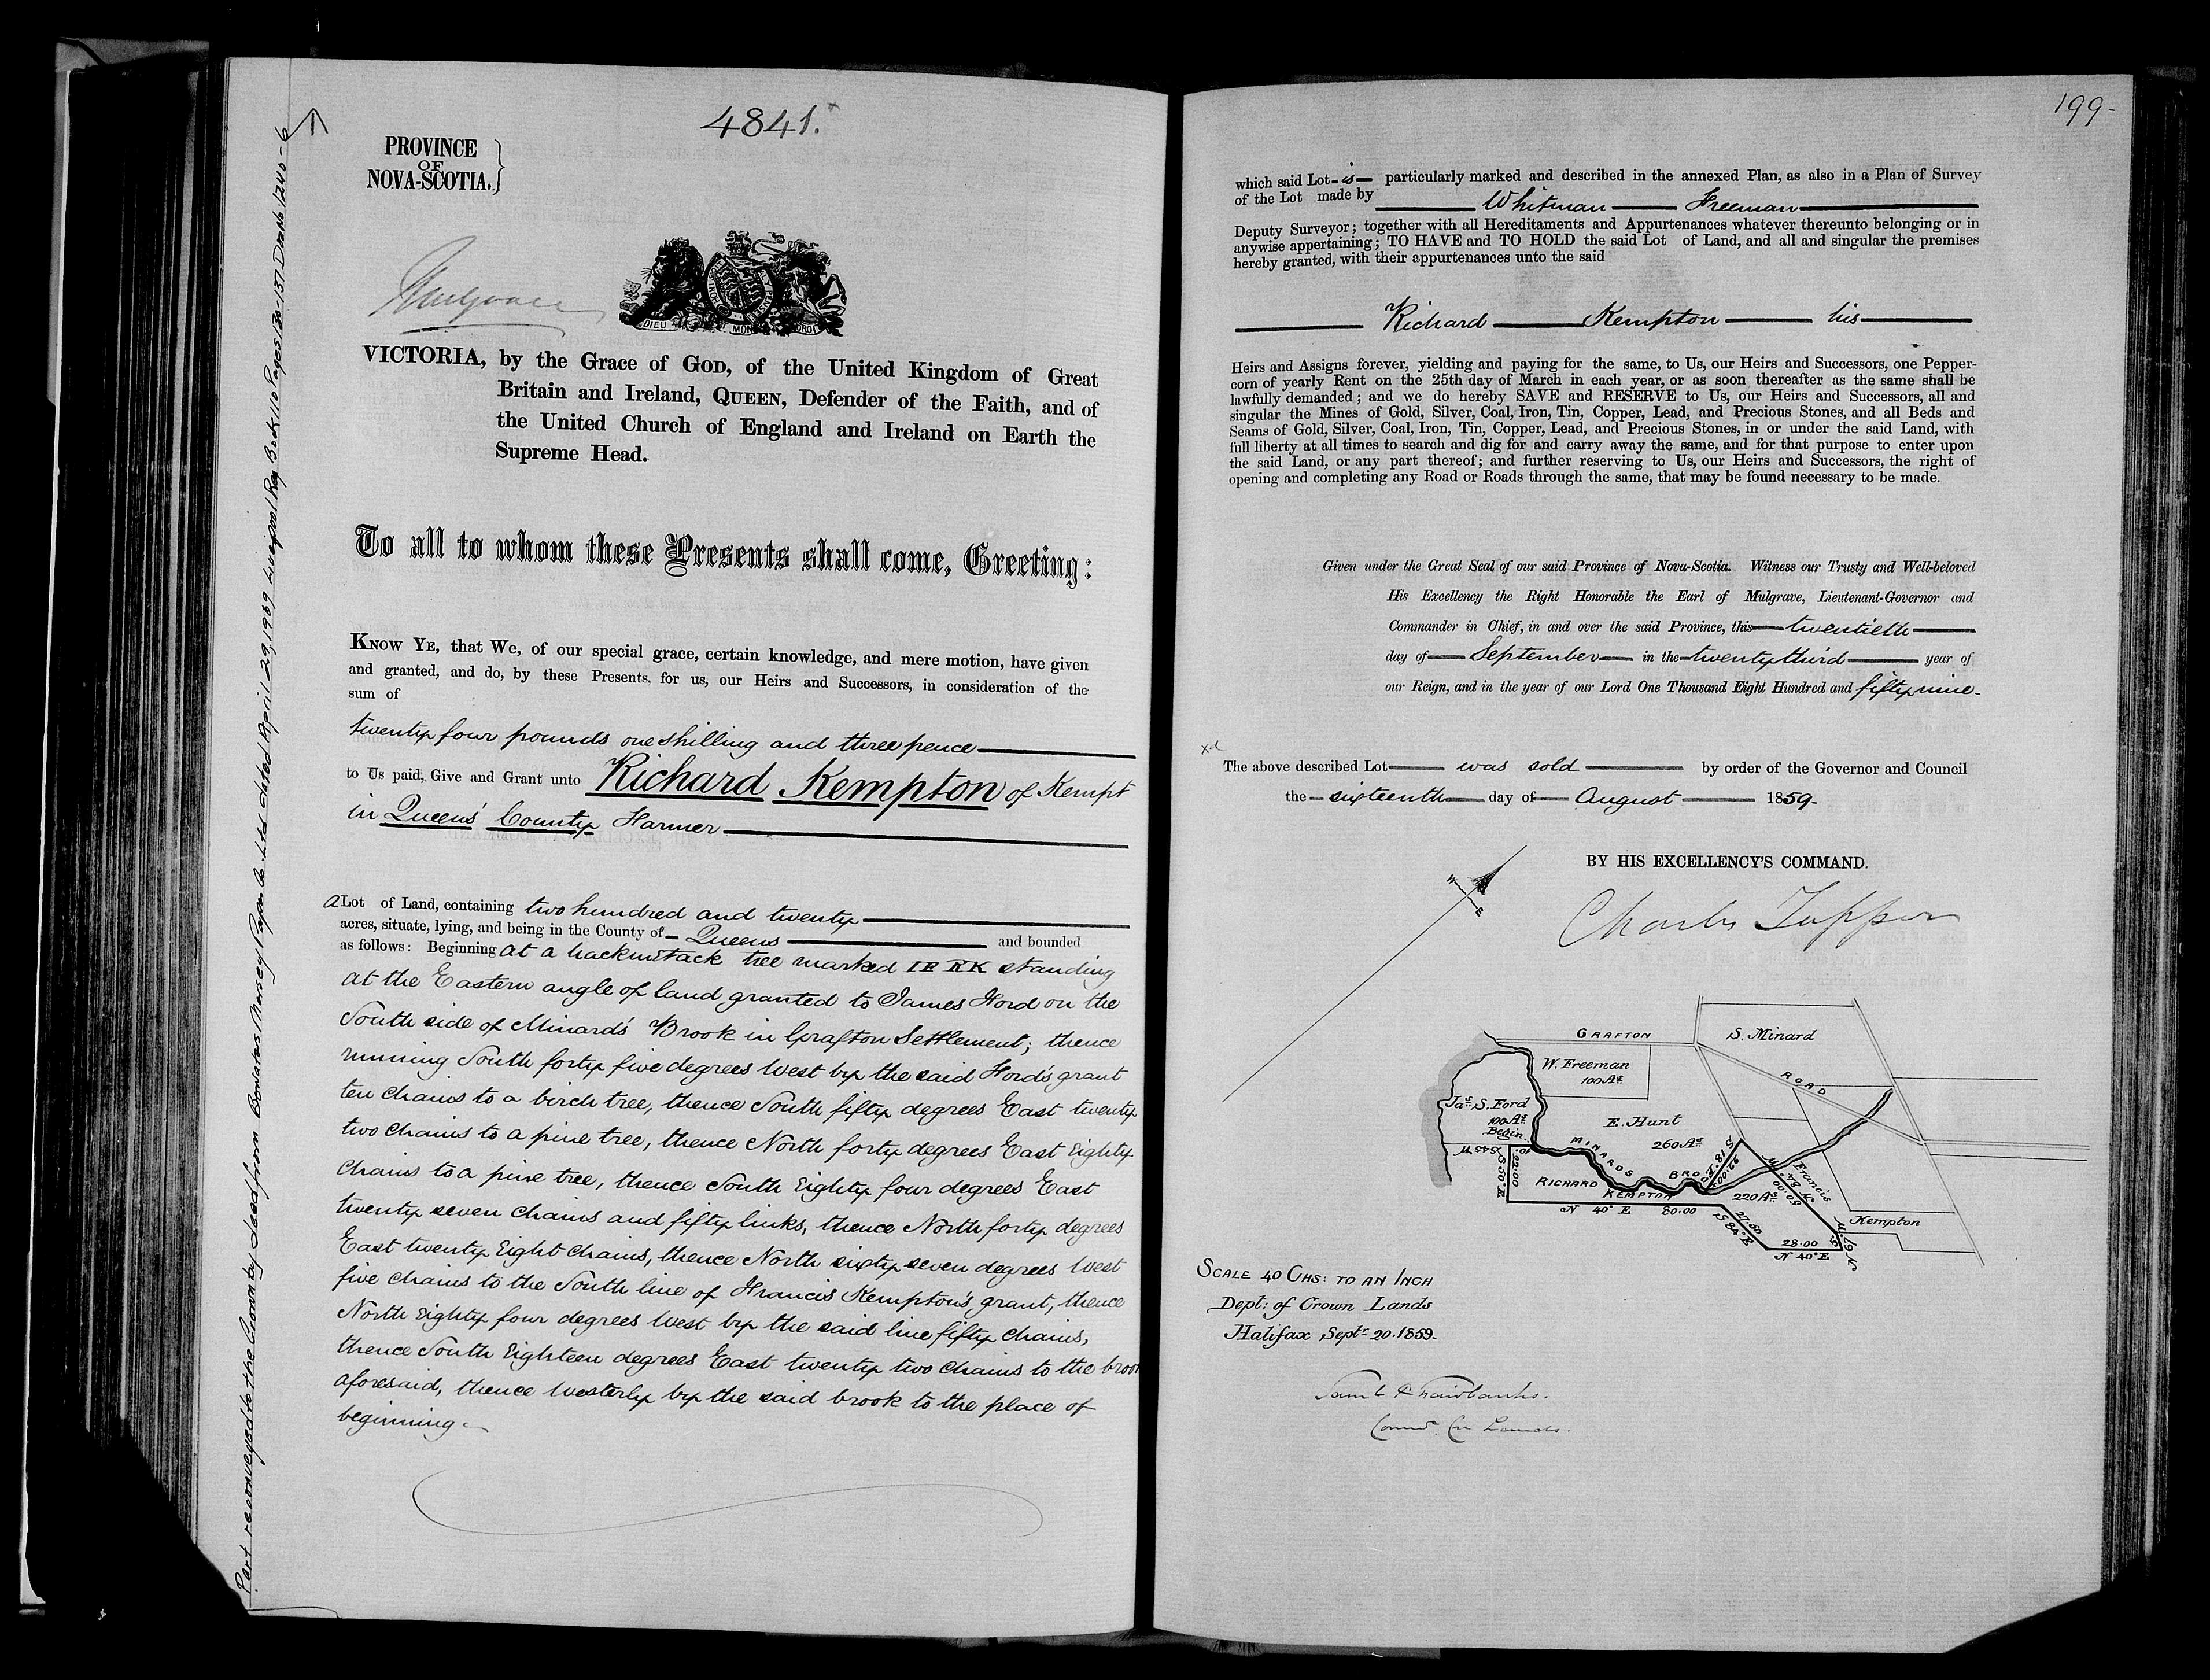 4841.
PROVINCE
OF
NOVA-SCOTIA.
Mulgrave
DIEU ET MON DROIT
VICTORIA, by the Grace of GOD, of the United Kingdom of Great
Britain and Ireland, QUEEN, Defender of the Faith, and of
the United Church of England and Ireland on Earth the
Supreme Head.
To all to whom these Presents shall come, Greeting:
KNOW YE, that We, of our special grace, certain knowledge, and mere motion, have given
and granted, and do, by these Presents, for us, our Heirs and Successors, in consideration of the
sum of
twenty four pounds one shilling and three pence
to Us paid, Give and Grant unto Richard Kempton of Kempt
in Queens' County Farmer
a Lot of Land, containing two hundred and twenty
acres, situate, lying, and being in the County of Queens and bounded
as follows: Beginning at a hackmatack tree marked IF RK standing
at the Eastern angle of land granted to James Ford on the
South side of Minard's Brook in Grafton Settlement; thence
running South forty five degrees West by the said Ford's grant
ten chains to a birch tree, thence South fifty degrees East twenty
two chains to a pine tree, thence North forty degrees East Eighty
chains to a pine tree, thence South Eighty four degrees East
twenty seven chains and fifty links, thence North forty degrees
East twenty Eight chains, thence North sixty seven degrees West
five chains to the South line of Francis Kempton's grant, thence
North Eighty four degrees West by the said line fifty chains,
thence South Eighteen degrees East twenty two chains to the brook
aforesaid, thence Westerly by the said brook to the place of
beginning.
Part reconveyed to the Crown by deed from Bowaters Mersey Paper Co. Ltd dated April 29, 1969 Liverpool Reg Book 110 Pages 130-137 D 1240-6
199-
which said Lot is particularly marked and described in the annexed Plan, as also in a Plan of Survey
of the Lot made by Whitman Freeman
Deputy Surveyor; together with all Hereditaments and Appurtenances whatever thereunto belonging or in
anywise appertaining; TO HAVE and TO HOLD the said Lot of Land, and all and singular the premises
hereby granted, with their appurtenances unto the said
Richard Kempton his
Heirs and Assigns forever, yielding and paying for the same, to Us, our Heirs and Successors, one Pepper-
corn of yearly Rent on the 25th day of March in each year, or as soon thereafter as the same shall be
lawfully demanded; and we do hereby SAVE and RESERVE to Us, our Heirs and Successors, all and
singular the Mines of Gold, Silver, Coal, Iron, Tin, Copper, Lead, and Precious Stones, and all Beds and
Seams of Gold, Silver, Coal, Iron, Tin, Copper, Lead, and Precious Stones, in or under the said Land, with
full liberty at all times to search and dig for and carry away the same, and for that purpose to enter upon
the said Land, or any part thereof; and further reserving to Us, our Heirs and Successors, the right of
opening and completing any Road or Roads through the same, that may be found necessary to be made.
Given under the Great Seal of our said Province of Nova-Scotia. Witness our Trusty and Well-beloved
His Excellency the Right Honorable the Earl of Mulgrave, Lieutenant-Governor and
Commander in Chief, in and over the said Province, this twentieth
day of September in the twenty third year of
our Reign, and in the year of our Lord One Thousand Eight Hundred and fifty nine.
The above described Lot was sold by order of the Governor and Council
the sixteenth day of August 1859.
BY HIS EXCELLENCY'S COMMAND.
Charles Tupper
GRAFTON ROAD
S. Minard
W. Freeman
100 As.
Jas. S. Ford
100 As.
Begin.
E. Hunt
260 As.
S 45 W
10.
22.00
S 50° E
MINARDS BROOK
RICHARD KEMPTON
220 As.
N 40° E 80.00
S 18 E
22.00
N 84 W
50.00
Francis Kempton
27.50
S 84° E
28.00
N 40° E
5
N 67 W
SCALE 40 CHS: TO AN INCH
Dept: of Crown Lands
Halifax Septr 20. 1859.
Saml P Fairbanks.
Commr Cn Lands.